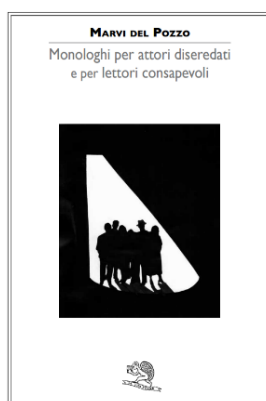 MARVI DEL POZZO
Monologhi per attori diseredati
e per lettori consapevoli